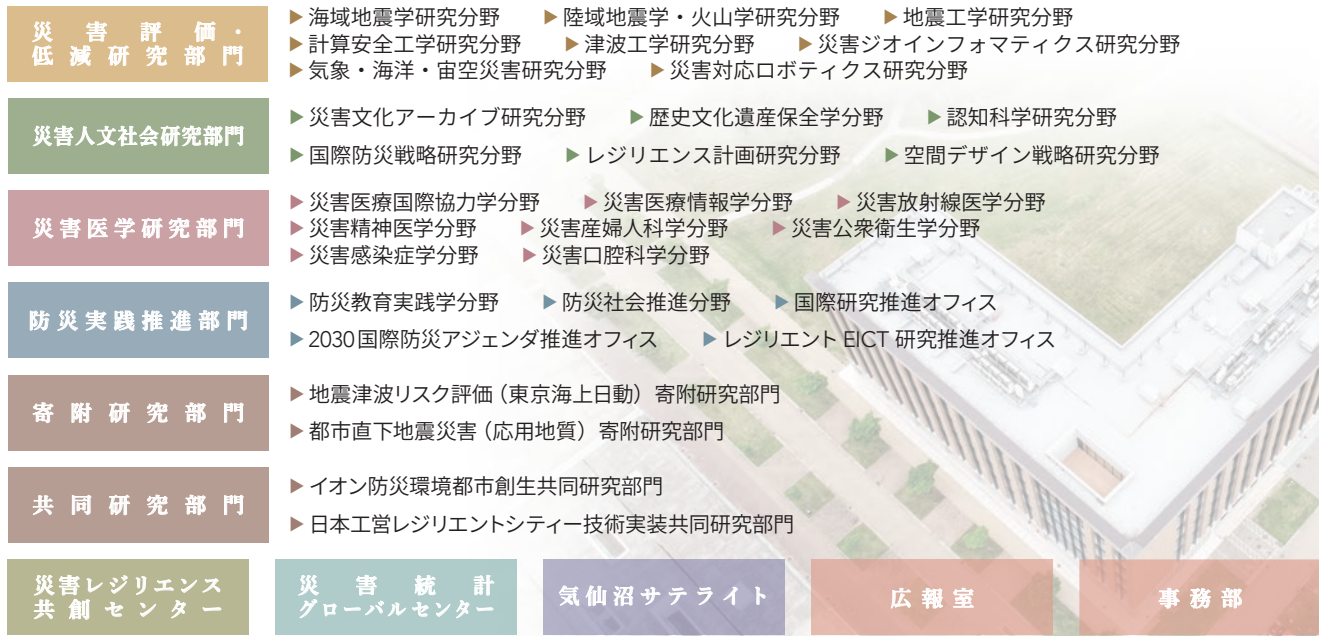 災害評価・
低減研究部門
▶海域地震学研究分野 ▶陸域地震学・火山学研究分野 ▶地震工学研究分野
▶計算安全工学研究分野 ▶津波工学研究分野 ▶災害ジオインフォマティクス研究分野
▶気象・海洋・宙空災害研究分野 ▶災害対応ロボティクス研究分野
災害人文社会研究部門
▶災害文化アーカイブ研究分野 ▶歴史文化遺産保全学分野 ▶認知科学研究分野
▶国際防災戦略研究分野 ▶レジリエンス計画研究分野 ▶空間デザイン戦略研究分野
災害医学研究部門
▶災害医療国際協力学分野 ▶災害医療情報学分野 ▶災害放射線医学分野
▶災害精神医学分野 ▶災害産婦人科学分野 ▶災害公衆衛生学分野
▶災害感染症学分野 ▶災害口腔科学分野
防災実践推進部門
▶防災教育実践学分野 ▶防災社会推進分野 ▶国際研究推進オフィス
▶2030国際防災アジェンダ推進オフィス ▶レジリエント EICT 研究推進オフィス
寄附研究部門
▶地震津波リスク評価（東京海上日動）寄附研究部門
▶都市直下地震災害（応用地質）寄附研究部門
共同研究部門
▶イオン防災環境都市創生共同研究部門
▶日本工営レジリエントシティー技術実装共同研究部門
災害レジリエンス
共創センター
災害統計
グローバルセンター
気仙沼サテライト
広報室
事務部